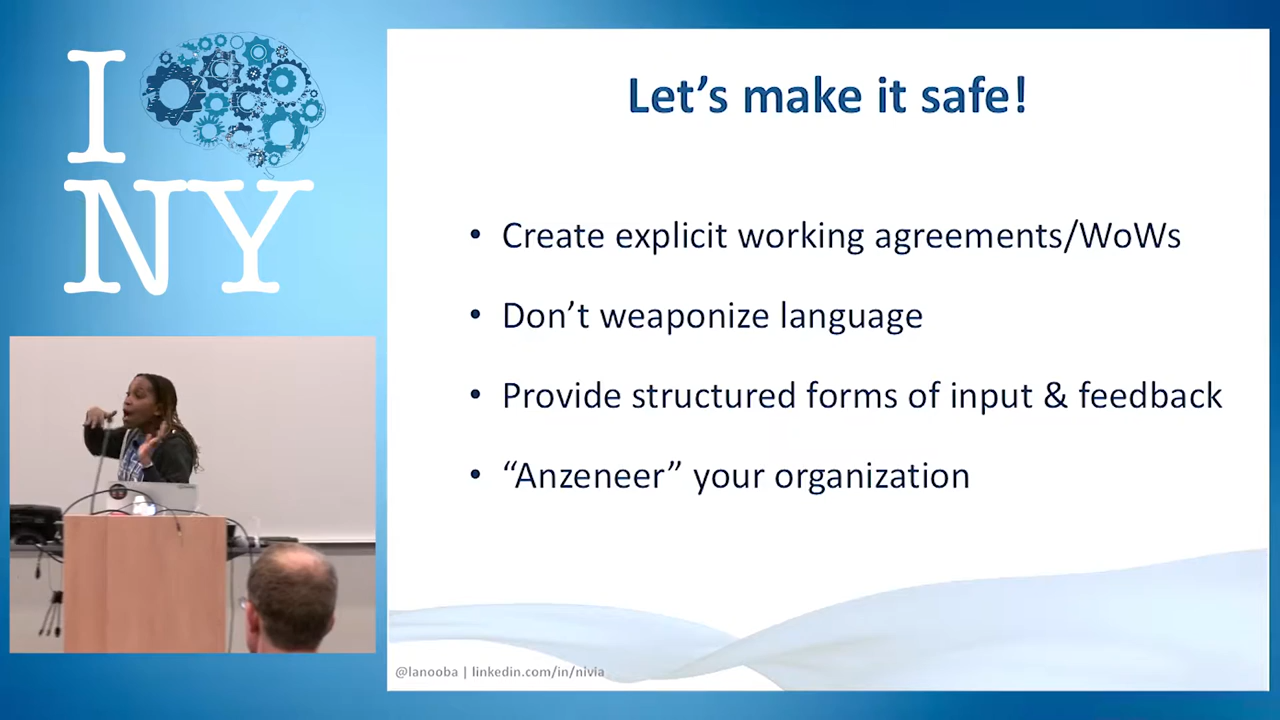 I
NY
Let's make it safe!
• Create explicit working agreements/WoWs
• Don't weaponize language
• Provide structured forms of input & feedback
• “Anzeneer” your organization
@lanooba | linkedin.com/in/nivia